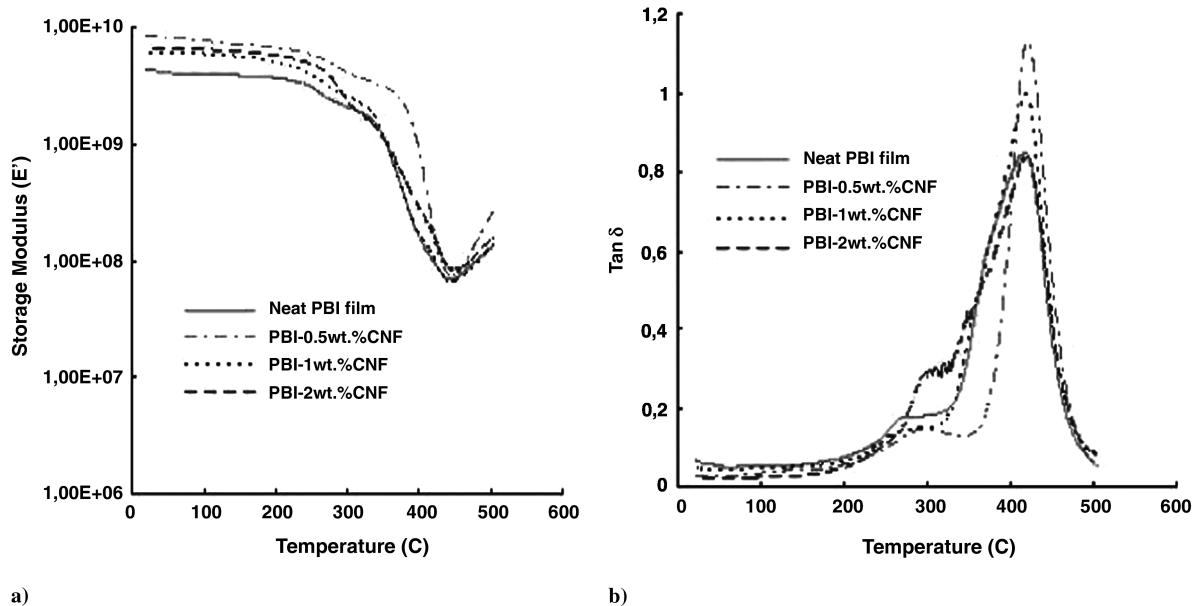 1,00E+10
1,00E+09
1,00E+08
1,00E+07
1,00E+06
Storage Modulus (E’)
Neat PBI film
PBI-0.5wt.%CNF
PBI-1wt.%CNF
PBI-2wt.%CNF
0 100 200 300 400 500 600
Temperature (C)
a)
1,2
1
0,8
0,6
0,4
0,2
0
Tan δ
Neat PBI film
PBI-0.5wt.%CNF
PBI-1wt.%CNF
PBI-2wt.%CNF
0 100 200 300 400 500 600
Temperature (C)
b)